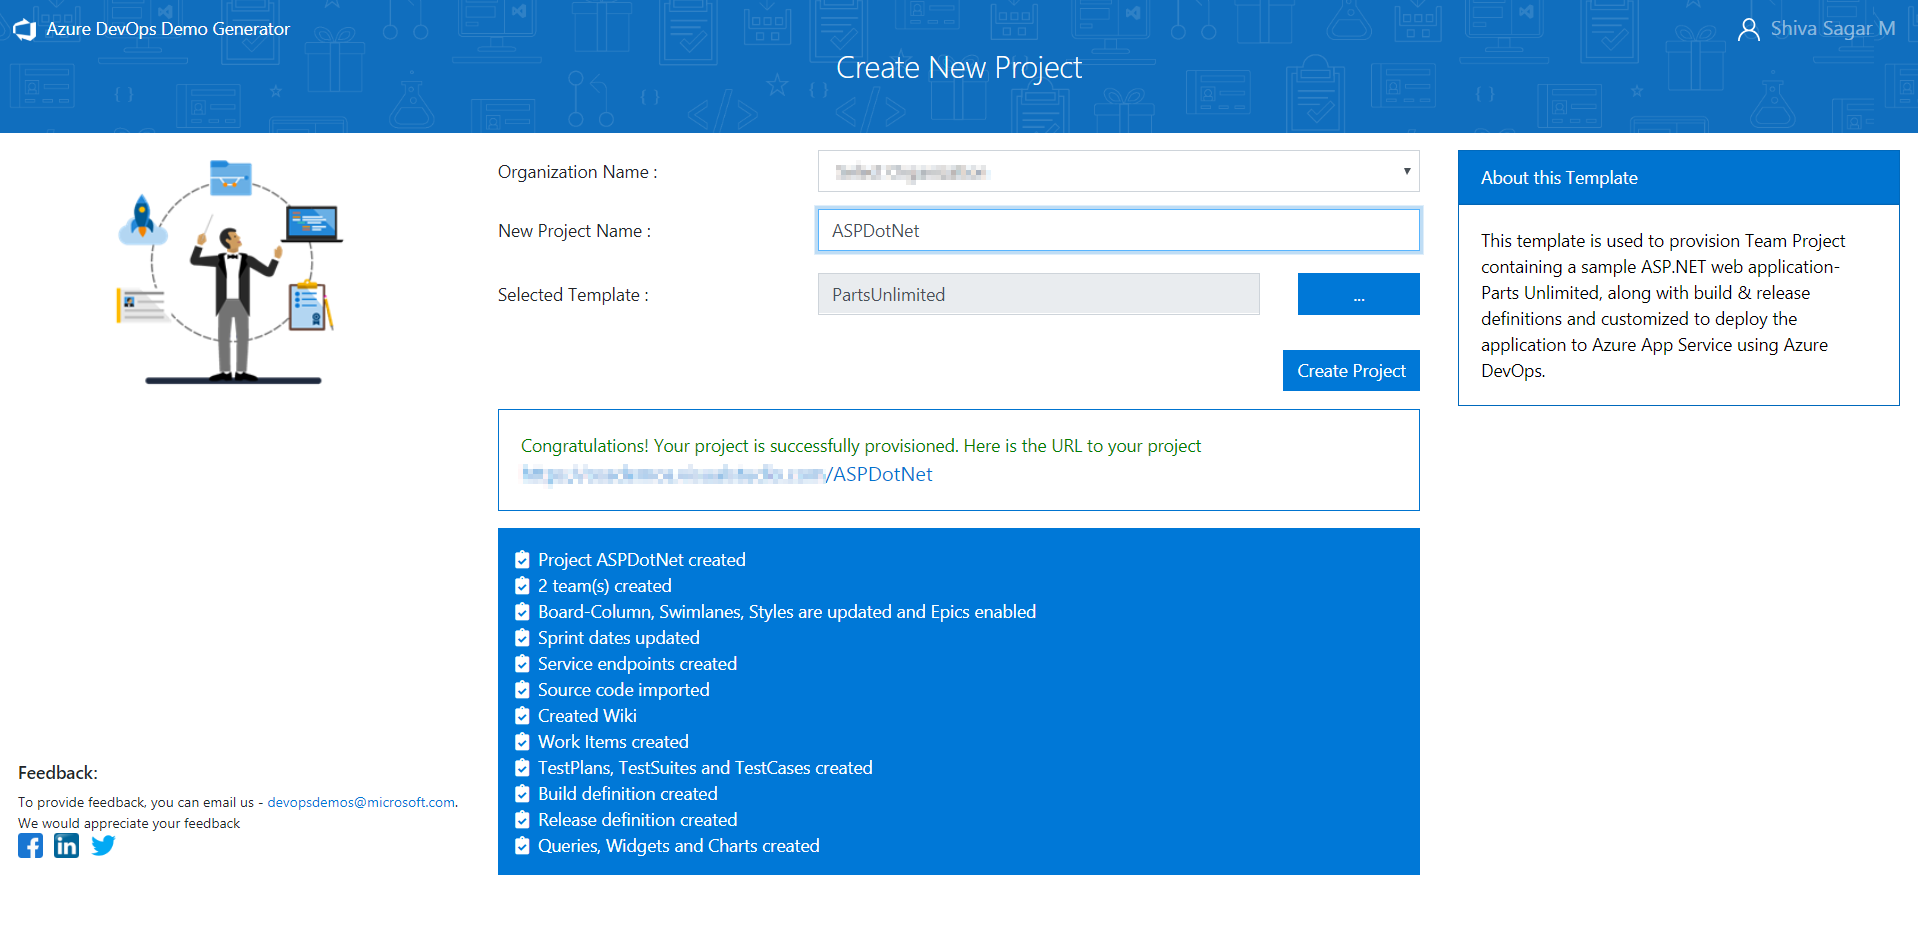 Azure DevOps Demo Generator
Shiva Sagar M
Create New Project
Organization Name :
New Project Name :
ASPDotNet
Selected Template :
PartsUnlimited
...
Create Project
Congratulations! Your project is successfully provisioned. Here is the URL to your project
/ASPDotNet
Project ASPDotNet created
2 team(s) created
Board-Column, Swimlanes, Styles are updated and Epics enabled
Sprint dates updated
Service endpoints created
Source code imported
Created Wiki
Work Items created
TestPlans, TestSuites and TestCases created
Build definition created
Release definition created
Queries, Widgets and Charts created
About this Template
This template is used to provision Team Project
containing a sample ASP.NET web application-
Parts Unlimited, along with build & release
definitions and customized to deploy the
application to Azure App Service using Azure
DevOps.
Feedback:
To provide feedback, you can email us - devopsdemos@microsoft.com.
We would appreciate your feedback